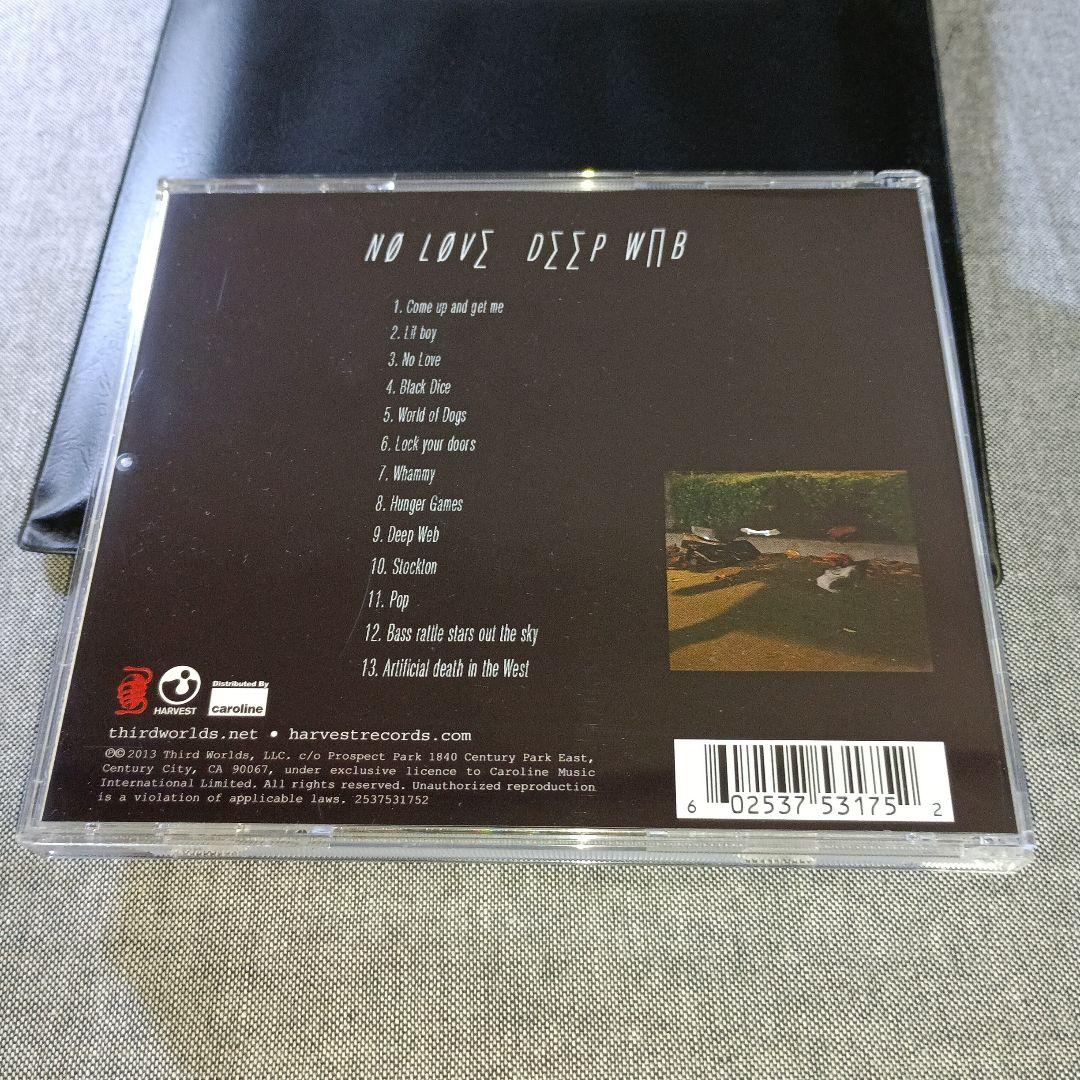 NØ LØV∑ D∑∑P W∏B
1. Come up and get me
2. Lil boy
3. No Love
4. Black Dice
5. World of Dogs
6. Lock your doors
7. Whammy
8. Hunger Games
9. Deep Web
10. Stockton
11. Pop
12. Bass rattle stars out the sky
13. Artificial death in the West
HARVEST
Distributed By
caroline
thirdworlds.net • harvestrecords.com
℗© 2013 Third Worlds, LLC. c/o Prospect Park 1840 Century Park East,
Century City, CA 90067, under exclusive licence to Caroline Music
International Limited. All rights reserved. Unauthorized reproduction
is a violation of applicable laws. 2537531752
6 02537 53175 2